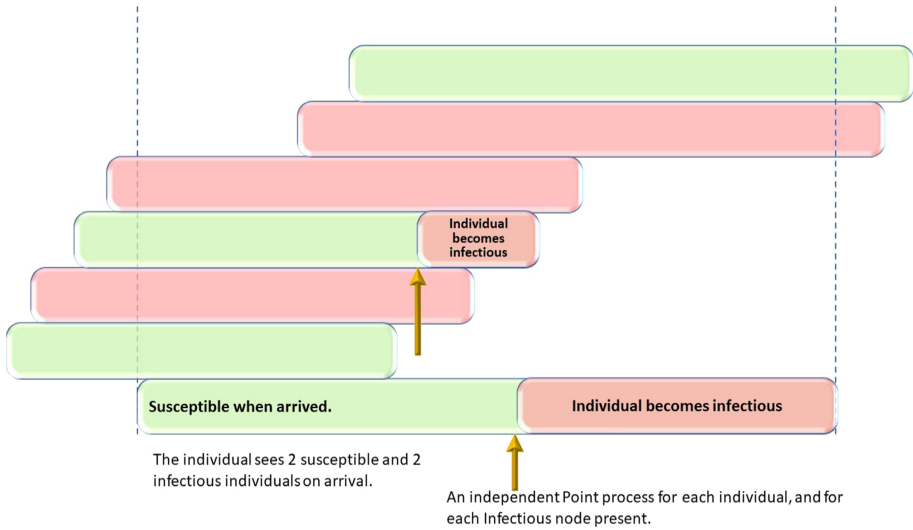 Individual
becomes
infectious
Susceptible when arrived.
Individual becomes infectious
The individual sees 2 susceptible and 2
infectious individuals on arrival.
An independent Point process for each individual, and for
each Infectious node present.